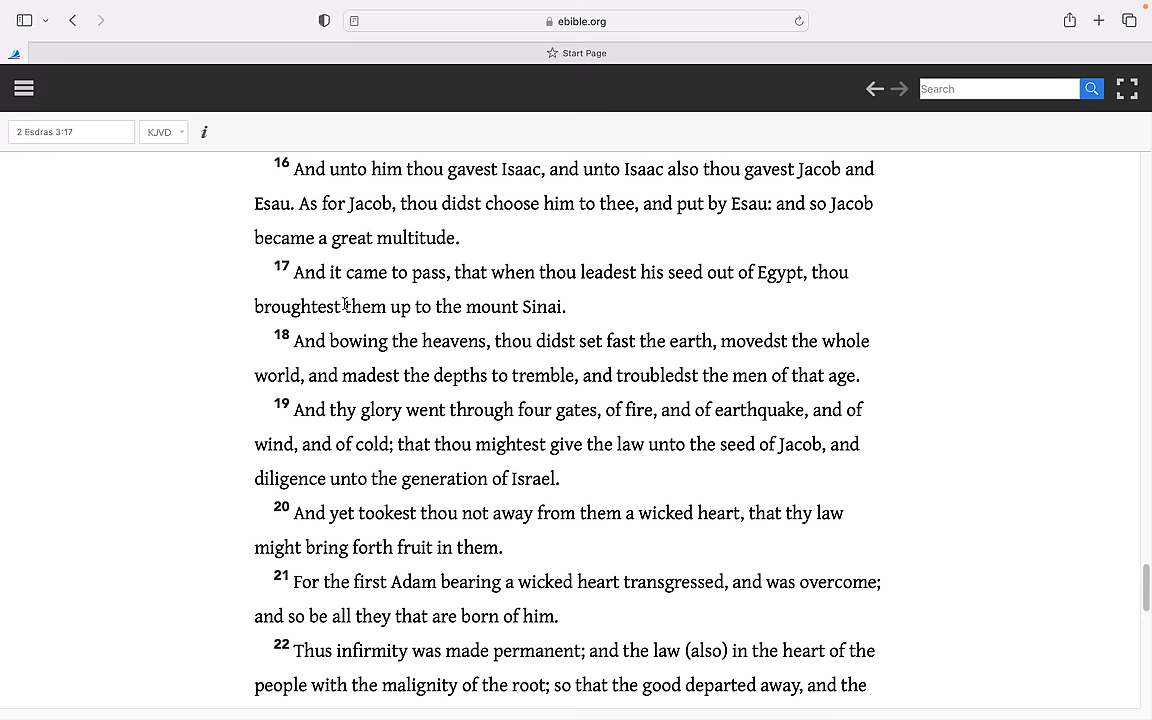 ebible.org
Start Page
Search
2 Esdras 3:17
KJVD
i
16 And unto him thou gavest Isaac, and unto Isaac also thou gavest Jacob and
Esau. As for Jacob, thou didst choose him to thee, and put by Esau: and so Jacob
became a great multitude.
17 And it came to pass, that when thou leadest his seed out of Egypt, thou
broughtest them up to the mount Sinai.
18 And bowing the heavens, thou didst set fast the earth, movedst the whole
world, and madest the depths to tremble, and troubledst the men of that age.
19 And thy glory went through four gates, of fire, and of earthquake, and of
wind, and of cold; that thou mightest give the law unto the seed of Jacob, and
diligence unto the generation of Israel.
20 And yet tookest thou not away from them a wicked heart, that thy law
might bring forth fruit in them.
21 For the first Adam bearing a wicked heart transgressed, and was overcome;
and so be all they that are born of him.
22 Thus infirmity was made permanent; and the law (also) in the heart of the
people with the malignity of the root; so that the good departed away, and the